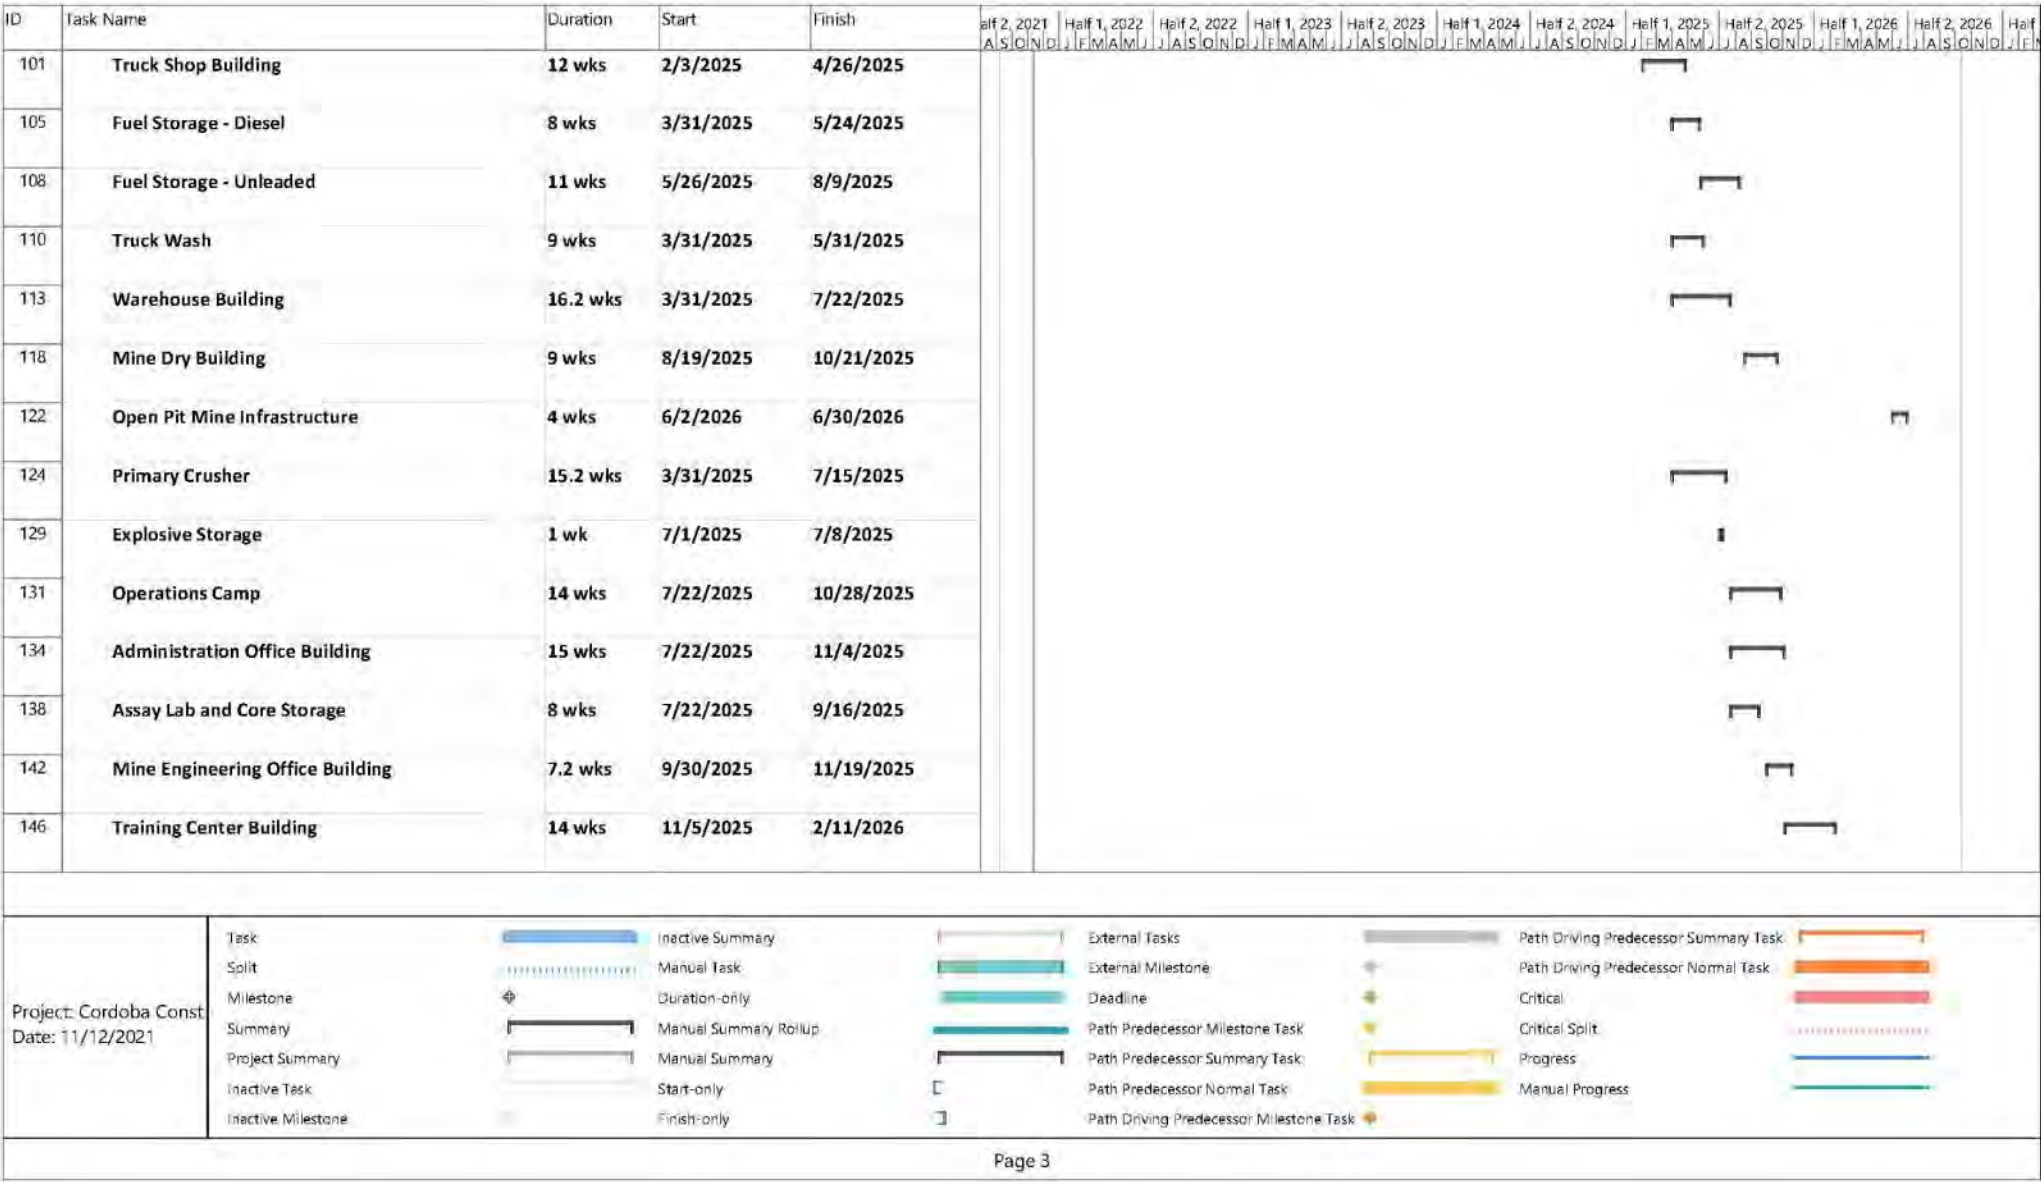 ID Task Name Duration Start Finish alf 2, 2021 Half 1, 2022 Half 2, 2022 Half 1, 2023 Half 2, 2023 Half 1, 2024 Half 2, 2024 Half 1, 2025 Half 2, 2025 Half 1, 2026 Half 2, 2026 Half
A S O N D J F M A M J J A S O N D J F M A M J J A S O N D J F M A M J J A S O N D J F M A M J J A S O N D J F M A M J J A S O N D J F M
101 Truck Shop Building 12 wks 2/3/2025 4/26/2025
105 Fuel Storage - Diesel 8 wks 3/31/2025 5/24/2025
108 Fuel Storage - Unleaded 11 wks 5/26/2025 8/9/2025
110 Truck Wash 9 wks 3/31/2025 5/31/2025
113 Warehouse Building 16.2 wks 3/31/2025 7/22/2025
118 Mine Dry Building 9 wks 8/19/2025 10/21/2025
122 Open Pit Mine Infrastructure 4 wks 6/2/2026 6/30/2026
124 Primary Crusher 15.2 wks 3/31/2025 7/15/2025
129 Explosive Storage 1 wk 7/1/2025 7/8/2025
131 Operations Camp 14 wks 7/22/2025 10/28/2025
134 Administration Office Building 15 wks 7/22/2025 11/4/2025
138 Assay Lab and Core Storage 8 wks 7/22/2025 9/16/2025
142 Mine Engineering Office Building 7.2 wks 9/30/2025 11/19/2025
146 Training Center Building 14 wks 11/5/2025 2/11/2026
Project: Cordoba Const
Date: 11/12/2021
Task Inactive Summary External Tasks Path Driving Predecessor Summary Task
Split Manual Task External Milestone Path Driving Predecessor Normal Task
Milestone Duration-only Deadline Critical
Summary Manual Summary Rollup Path Predecessor Milestone Task Critical Split
Project Summary Manual Summary Path Predecessor Summary Task Progress
Inactive Task Start-only Path Predecessor Normal Task Manual Progress
Inactive Milestone Finish-only Path Driving Predecessor Milestone Task
Page 3